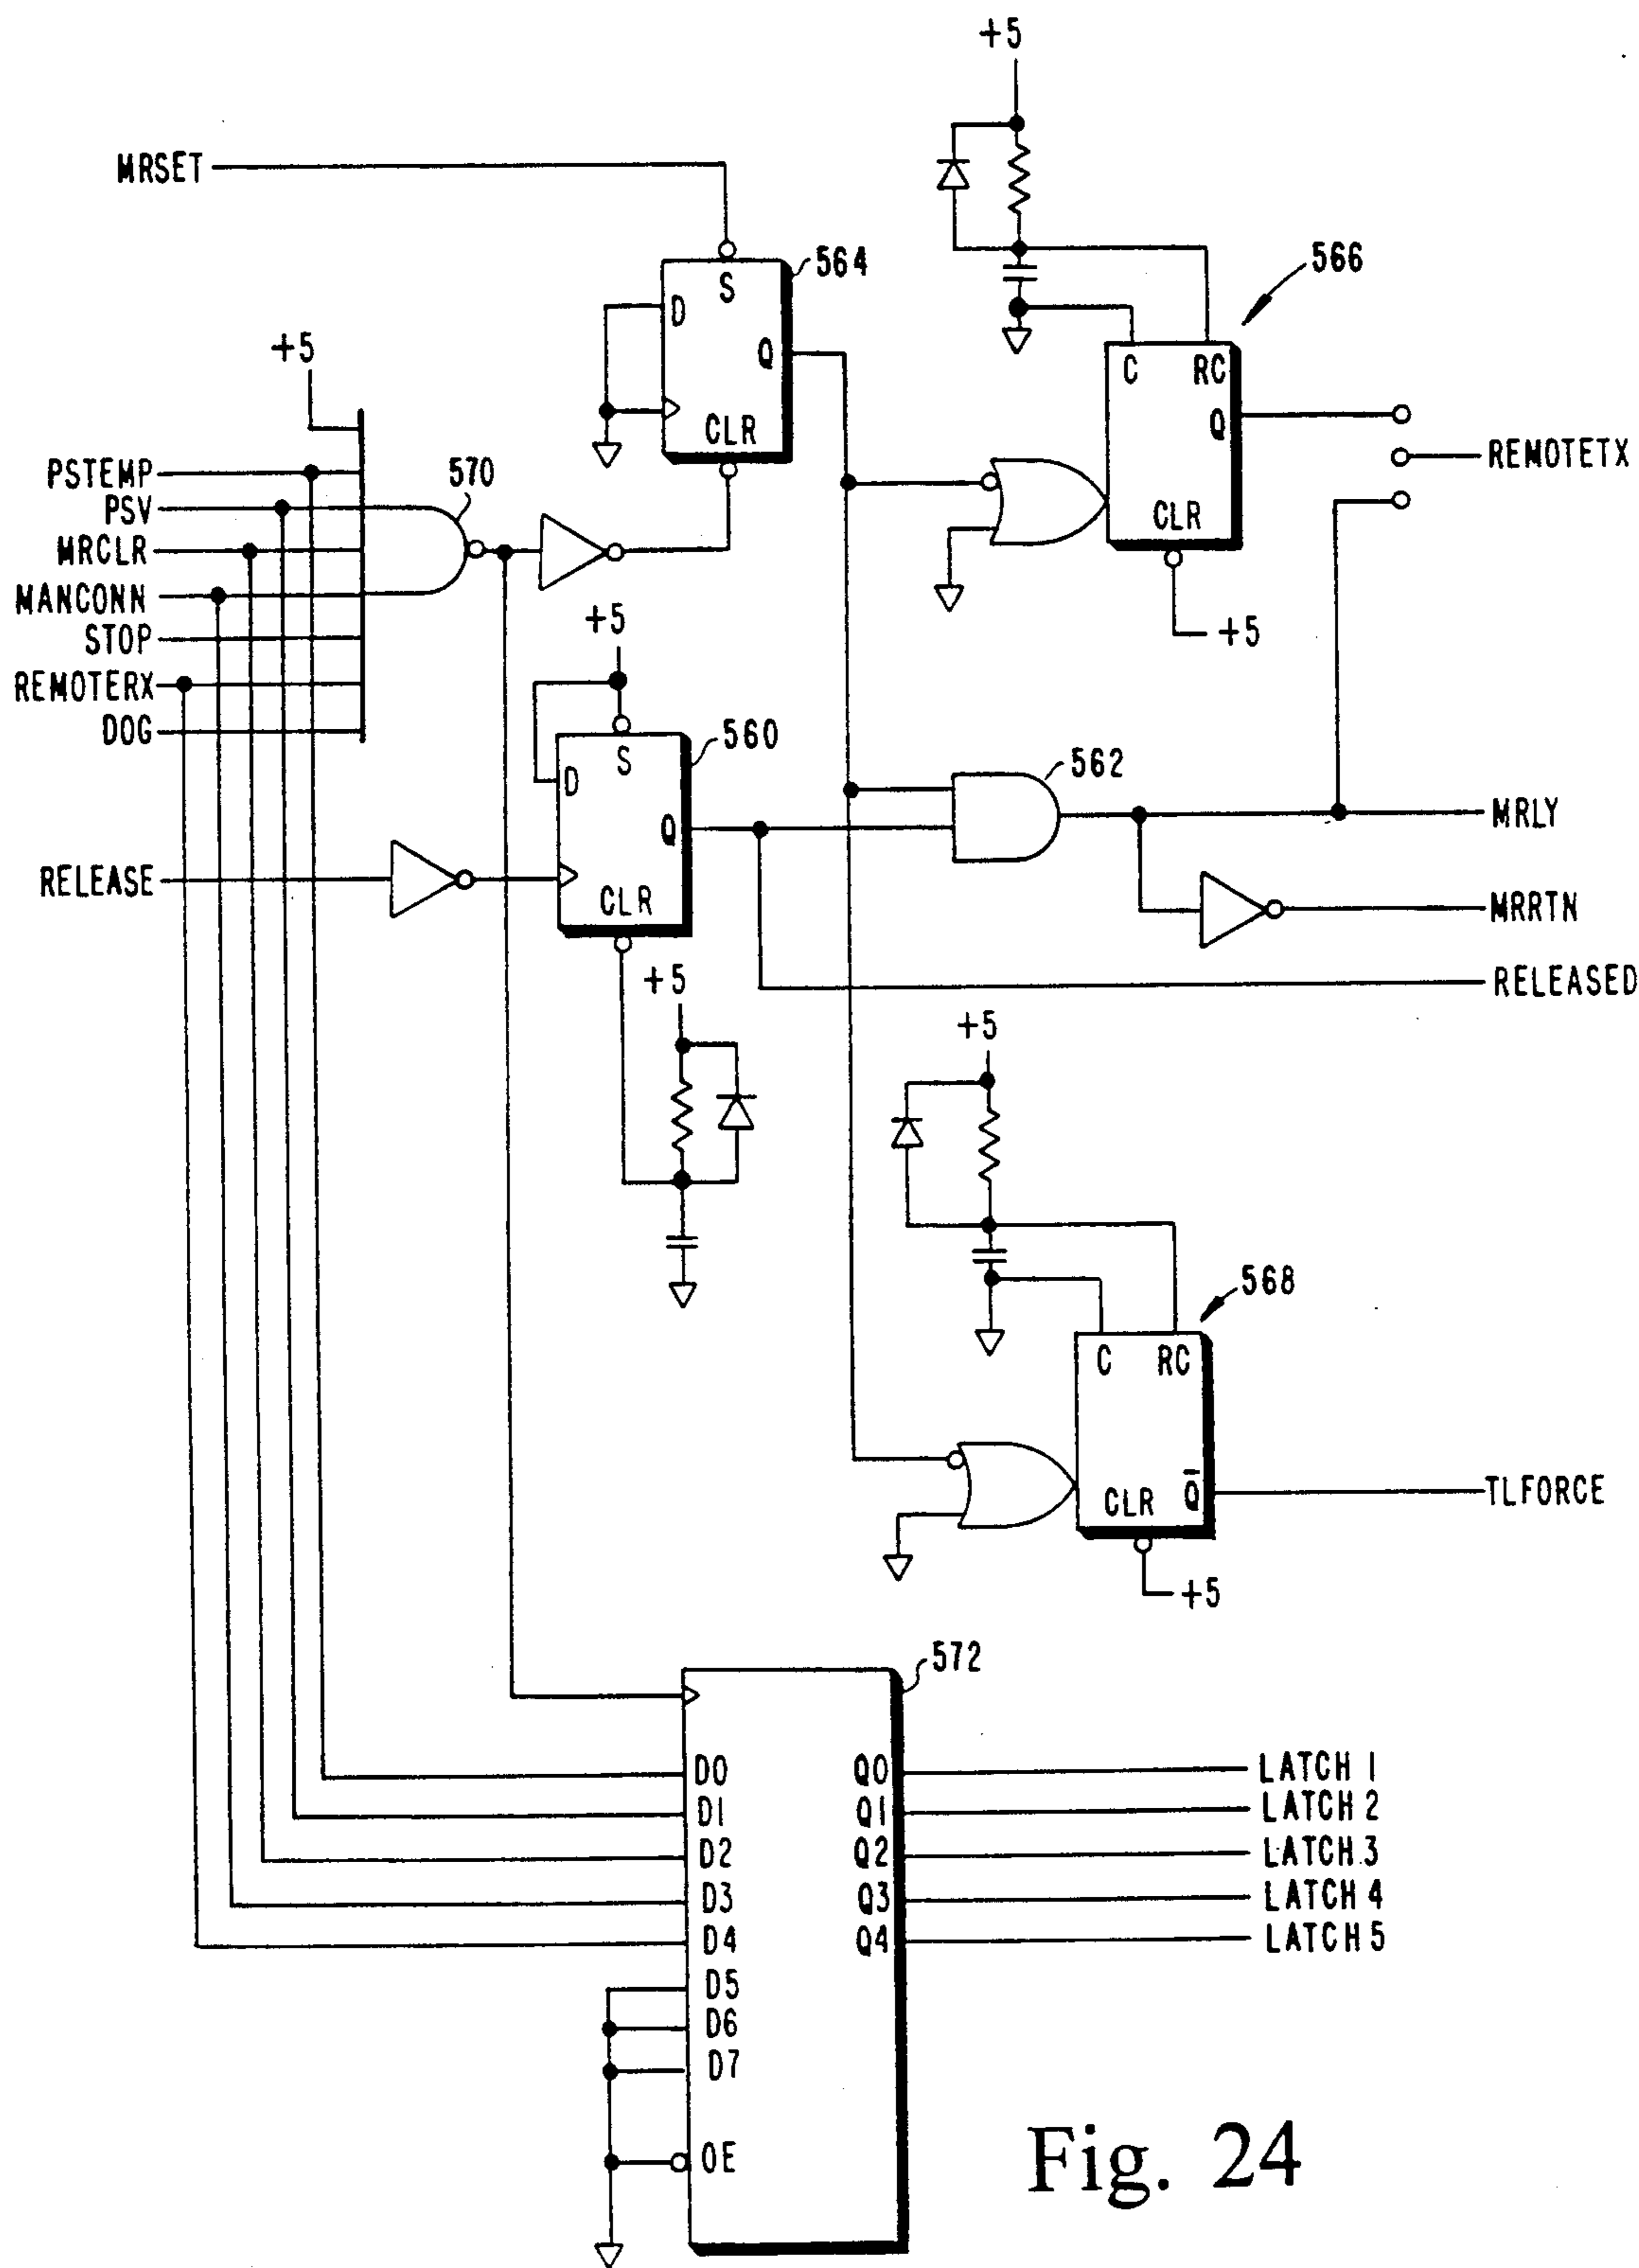 +5
MRSET
564
S
D
Q
CLR
566
+5
C RC
Q
CLR
+5
REMOTETX
PSTEMP
570
PSV
MRCLR
MANCONN
STOP
REMOTERX
DOG
+5
560
S
D
Q
CLR
562
MRLY
RELEASE
MRRTN
+5
RELEASED
+5
568
C RC
CLR Q̅
TLFORCE
+5
572
D0 Q0 LATCH 1
D1 Q1 LATCH 2
D2 Q2 LATCH 3
D3 Q3 LATCH 4
D4 Q4 LATCH 5
D5
D6
D7
OE
Fig. 24